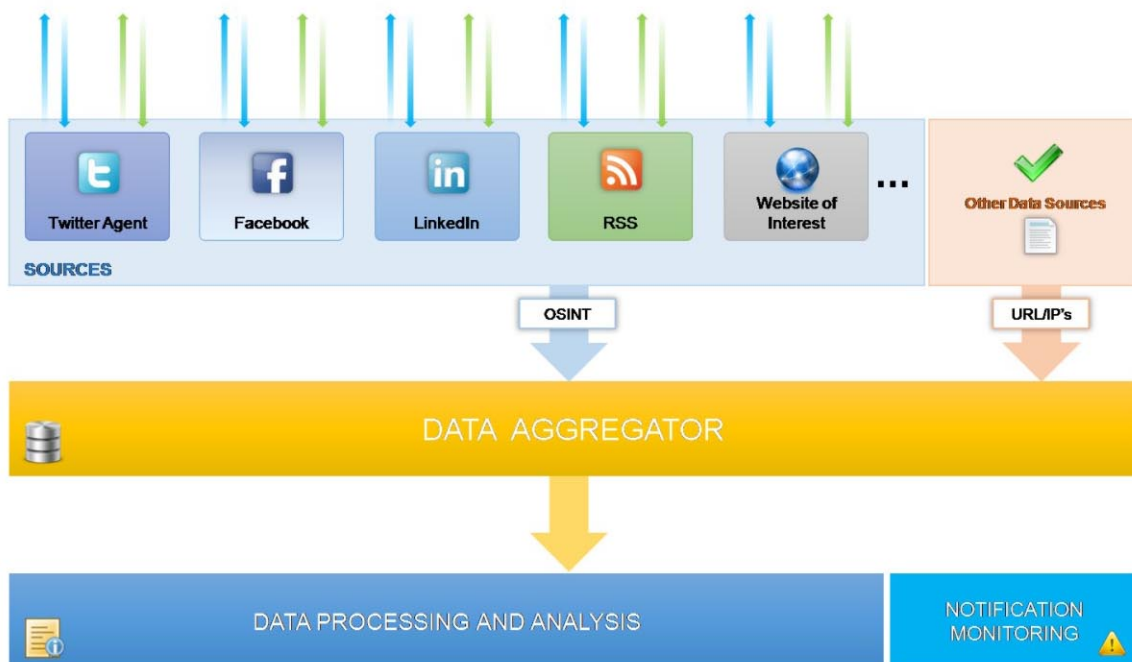 Twitter Agent
Facebook
LinkedIn
RSS
Website of
Interest
...
Other Data Sources
SOURCES
OSINT
URL/IP's
DATA AGGREGATOR
DATA PROCESSING AND ANALYSIS
NOTIFICATION
MONITORING